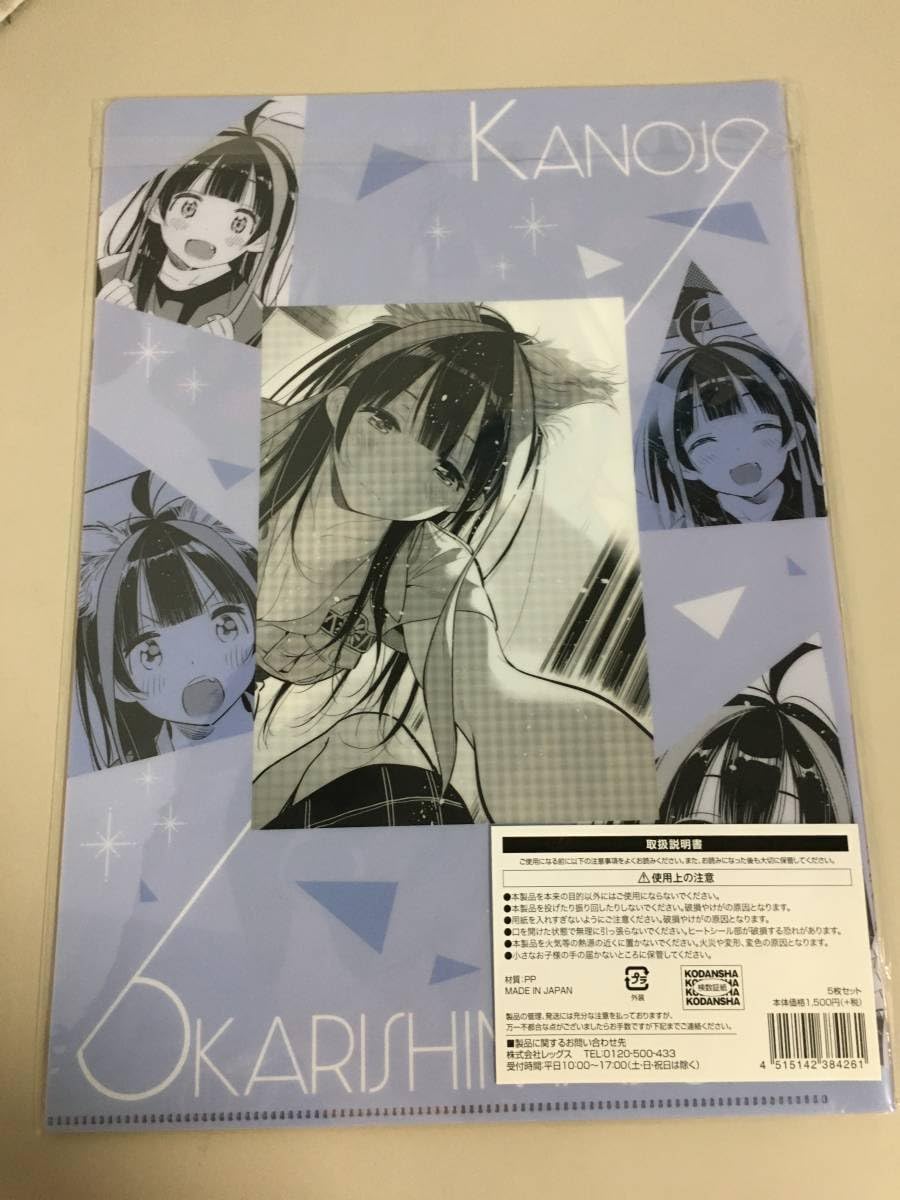 KANOJO
OKARISHIM
取扱説明書
ご使用になる前に以下の注意事項をよくお読みください。また、お読みになった後も大切に保管してください。
⚠使用上の注意
●本製品を本来の目的以外にはご使用にならないでください。
●本製品を投げたり振り回したりしないでください。破損やけがの原因となります。
●用紙を入れすぎないようにご注意ください。破損やけがの原因となります。
●口を開けた状態で無理に引っ張らないでください。ヒートシール部が破損する恐れがあります。
●本製品を火気等の熱源の近くに置かないでください。火災や変形、変色の原因となります。
●小さなお子様の手の届かないところに保管してください。
材質:PP
MADE IN JAPAN
プラ
外装
KODANSHA
検数証紙
KODANSHA
5枚セット
本体価格1,500円(+税)
製品の管理、発送には充分な注意を払っておりますが、
万一不都合な点がございましたらお手数ですが下記までご連絡ください。
■製品に関するお問い合わせ先
株式会社レッグス TEL:0120-500-433
受付時間:平日10:00〜17:00(土・日・祝日は除く)
4 515142 384261